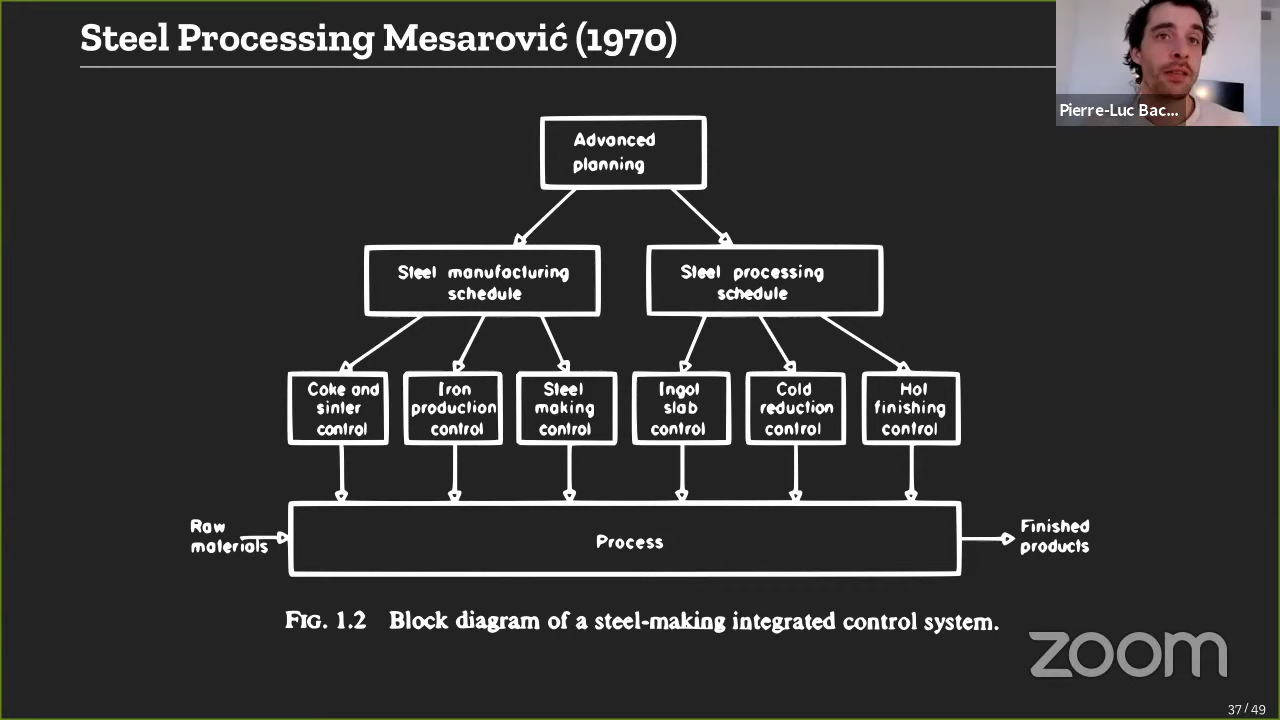 Steel Processing Mesarović (1970)
Pierre-Luc Bac...
Advanced
planning
Steel manufacturing
schedule
Steel processing
schedule
Coke and
sinter
control
Iron
production
control
Steel
making
control
Ingot
slab
control
Cold
reduction
control
Hot
finishing
control
Raw
materials
Process
Finished
products
FIG. 1.2 Block diagram of a steel-making integrated control system.
zoom
37/49